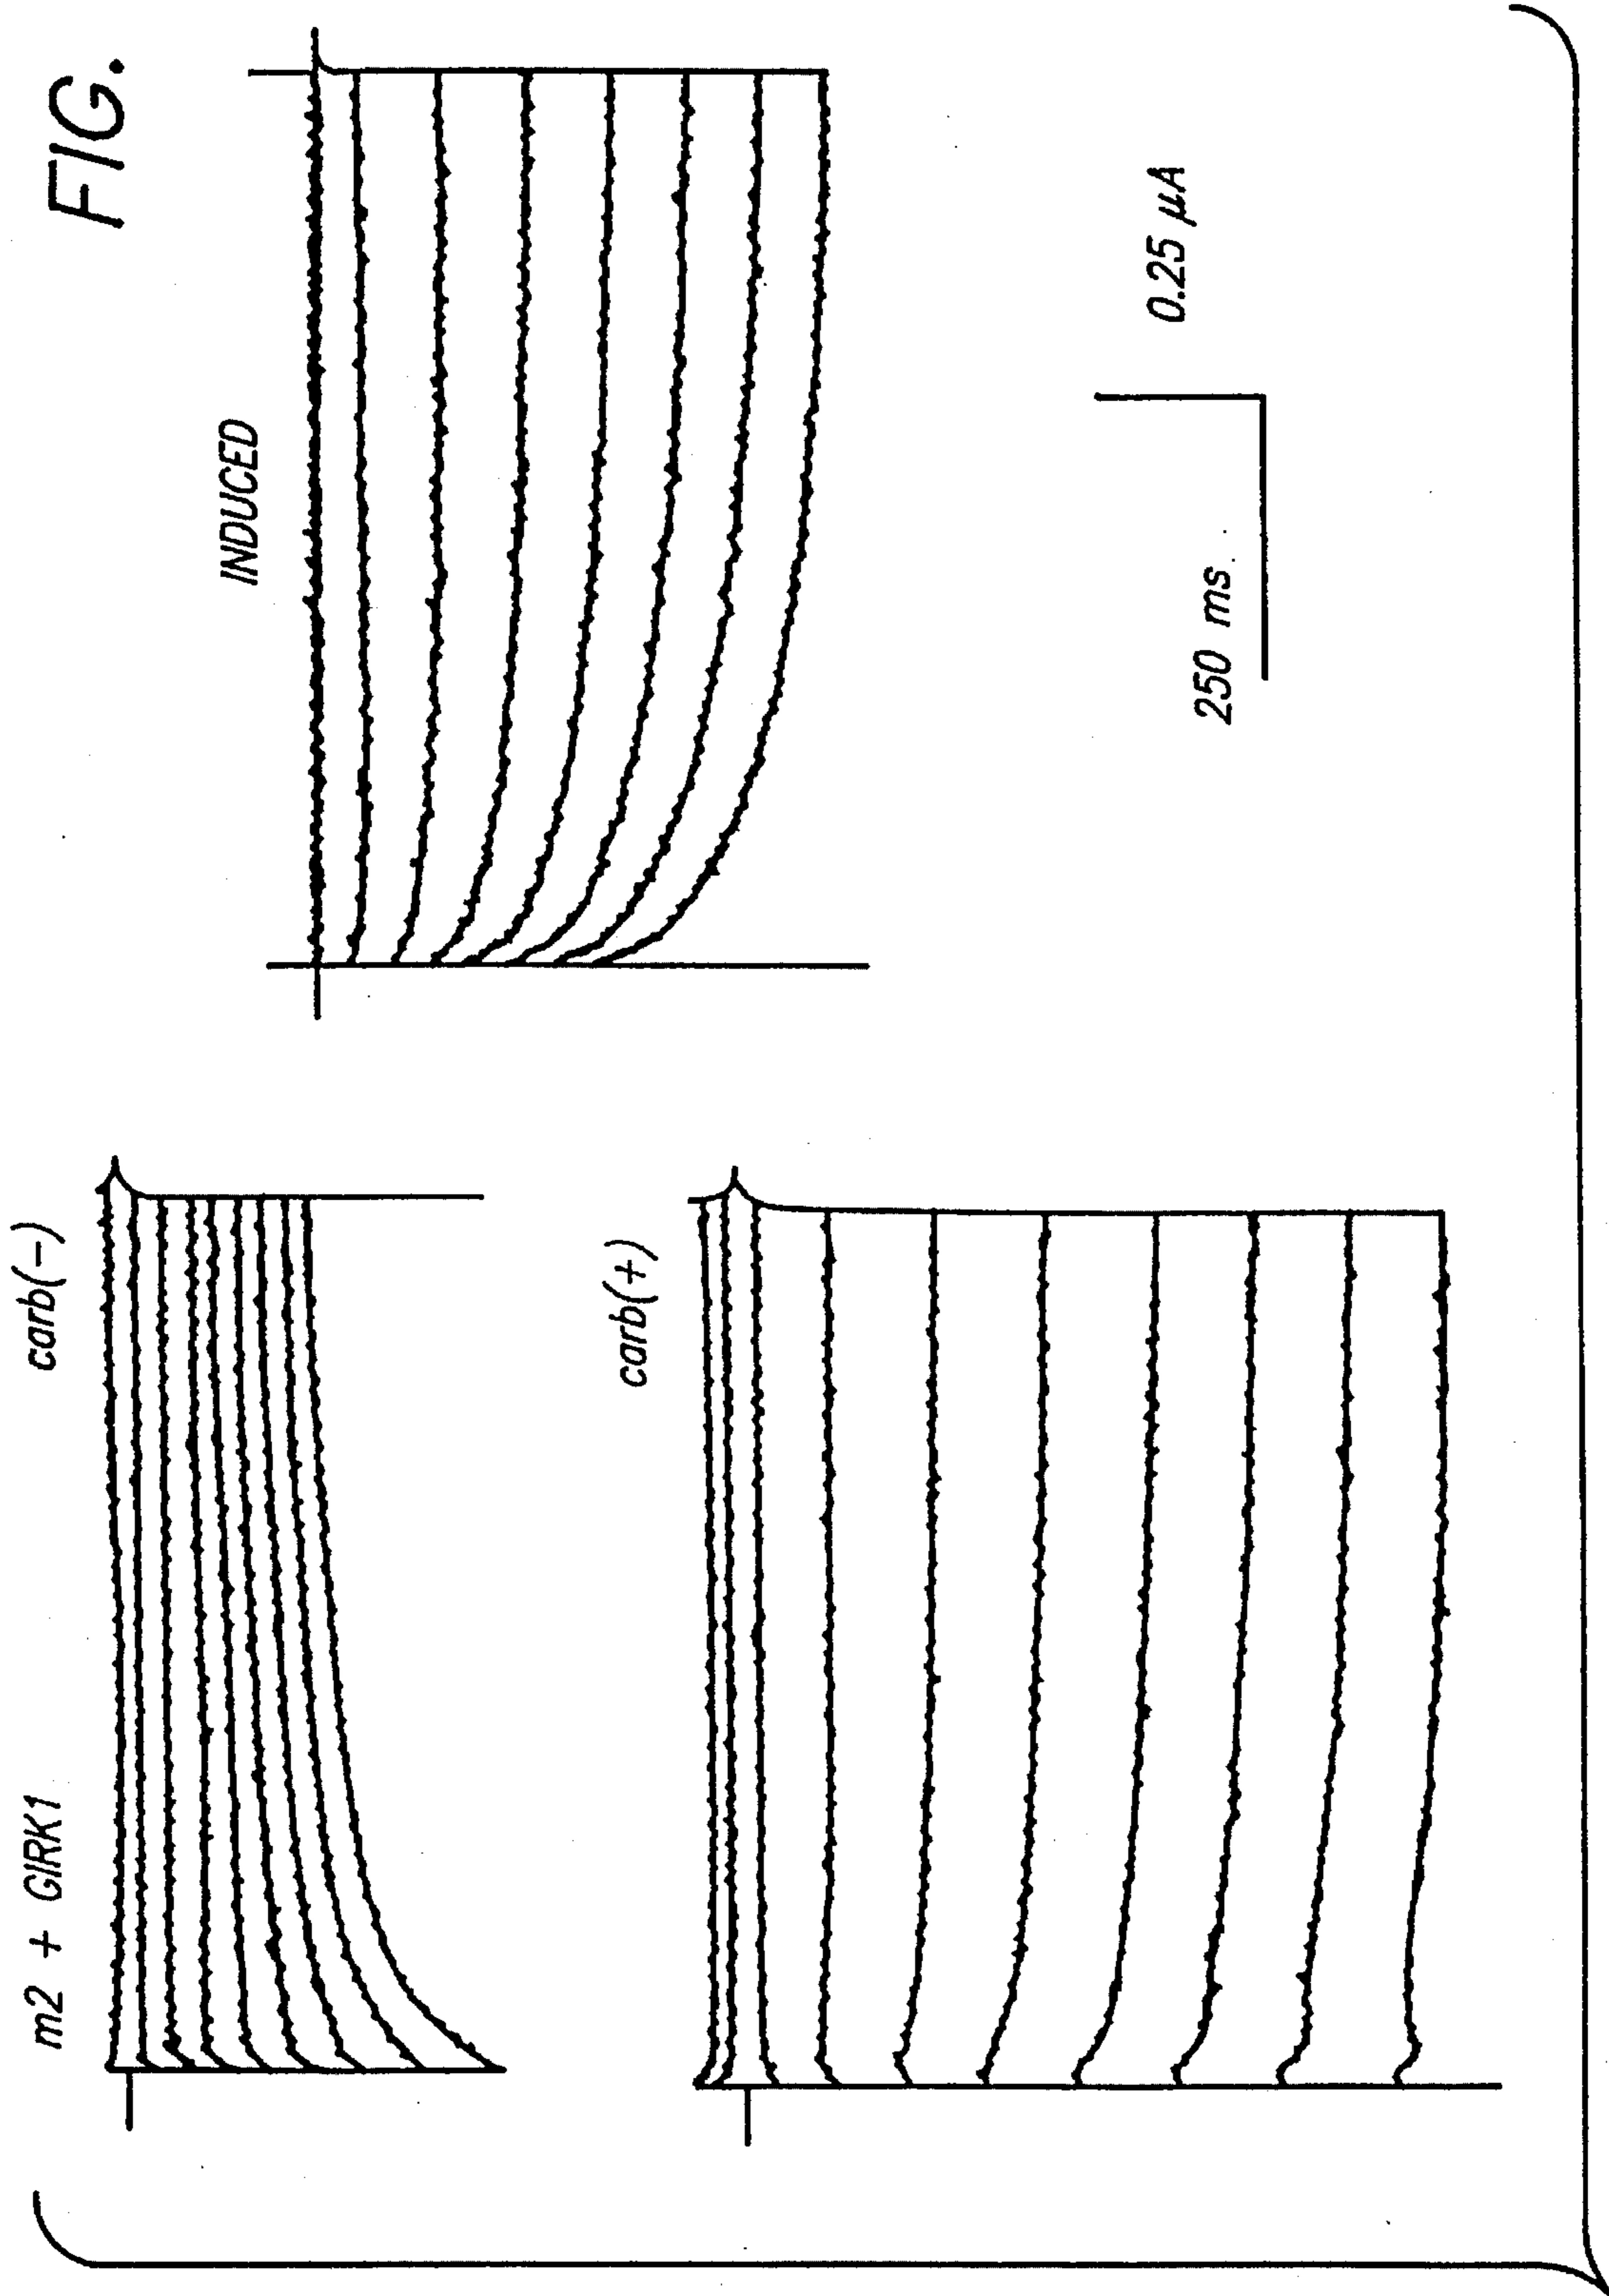 FIG.
m2 + GIRK1
carb(−)
INDUCED
carb(+)
0.25 μA
250 ms